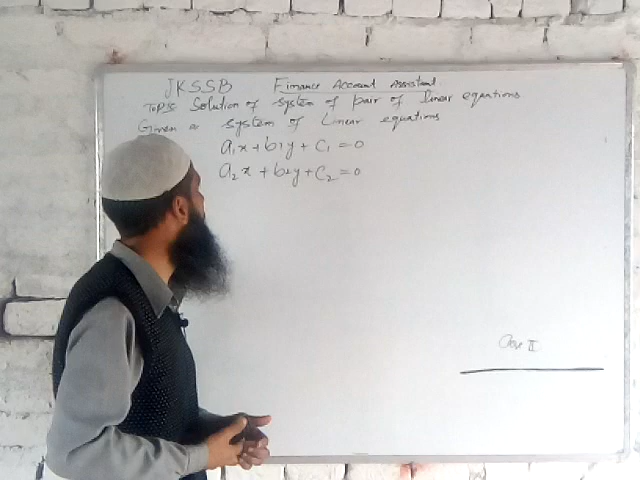 JKSSB Finance Account Assistant
Topic Solution of system of pair of linear equations
Given a system of Linear equations
a₁x + b₁y + C₁ = 0
a₂x + b₂y + C₂ = 0
II